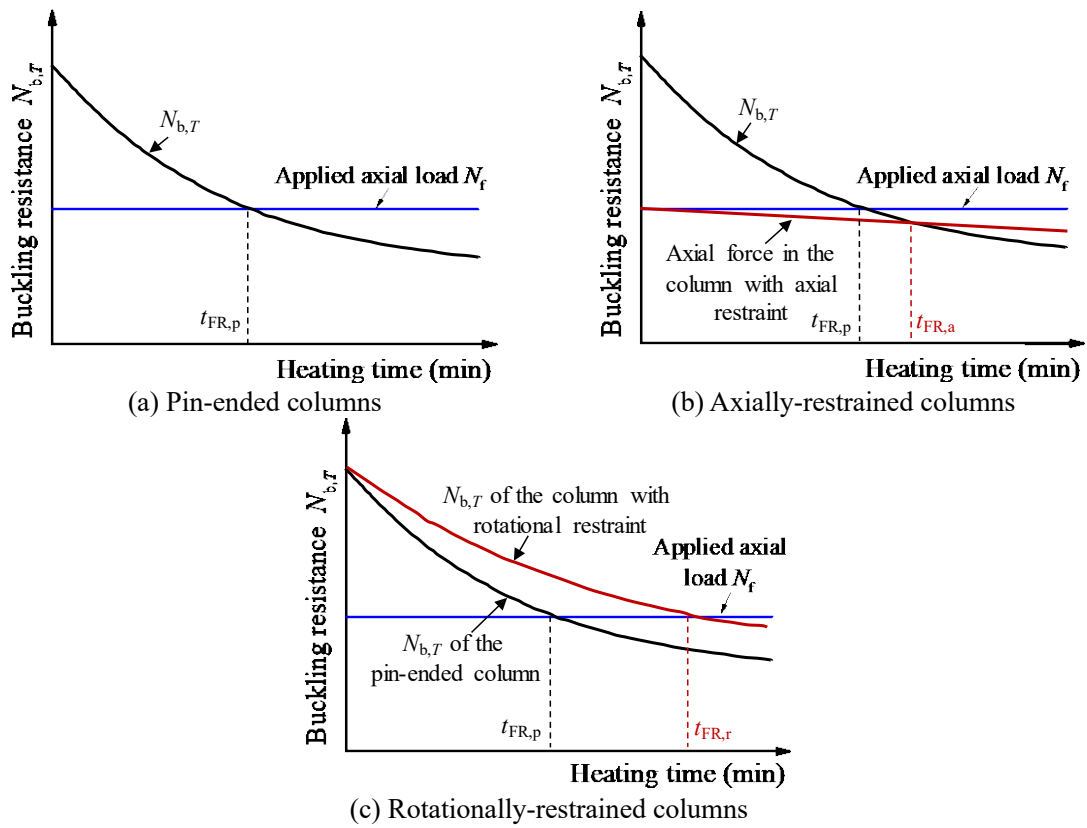 Buckling resistance N_b,T
N_b,T
Applied axial load N_f
t_FR,p
Heating time (min)
(a) Pin-ended columns
Buckling resistance N_b,T
N_b,T
Applied axial load N_f
Axial force in the
column with axial
restraint
t_FR,p
t_FR,a
Heating time (min)
(b) Axially-restrained columns
Buckling resistance N_b,T
N_b,T of the column with
rotational restraint
Applied axial
load N_f
N_b,T of the
pin-ended column
t_FR,p
t_FR,r
Heating time (min)
(c) Rotationally-restrained columns